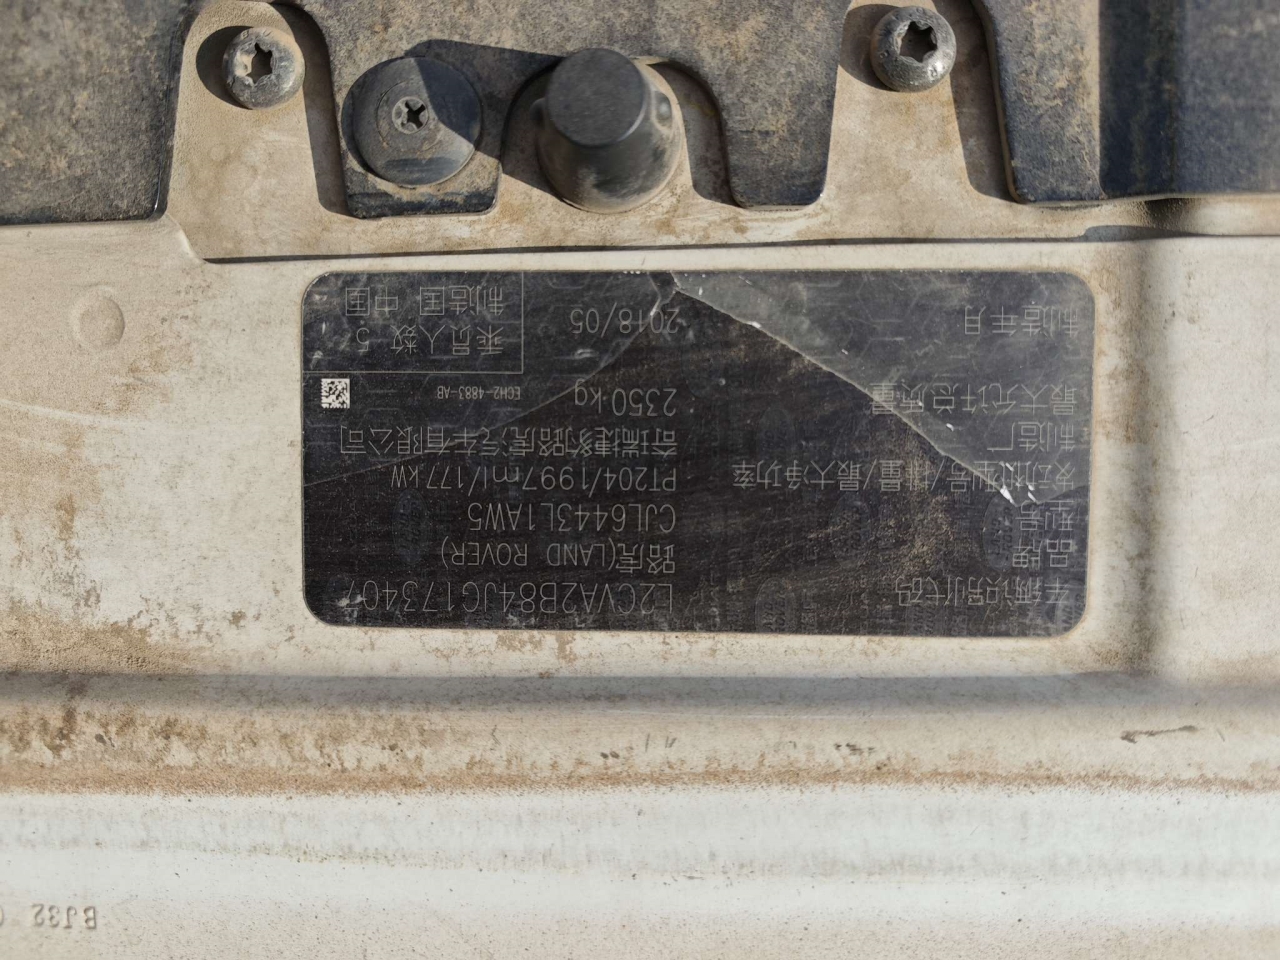 车辆识别代码 L2CVA2B84JG173407
品牌 路虎(LAND ROVER)
型号 CJL6443L1AW5
发动机型号/排量/最大净功率 PT204/1997ml/177kW
制造厂 奇瑞捷豹路虎汽车有限公司
最大允许总质量 2350 kg
ECH2-4883-AB
制造年月 2018/05
乘员人数 5
制造国 中国
BJ32